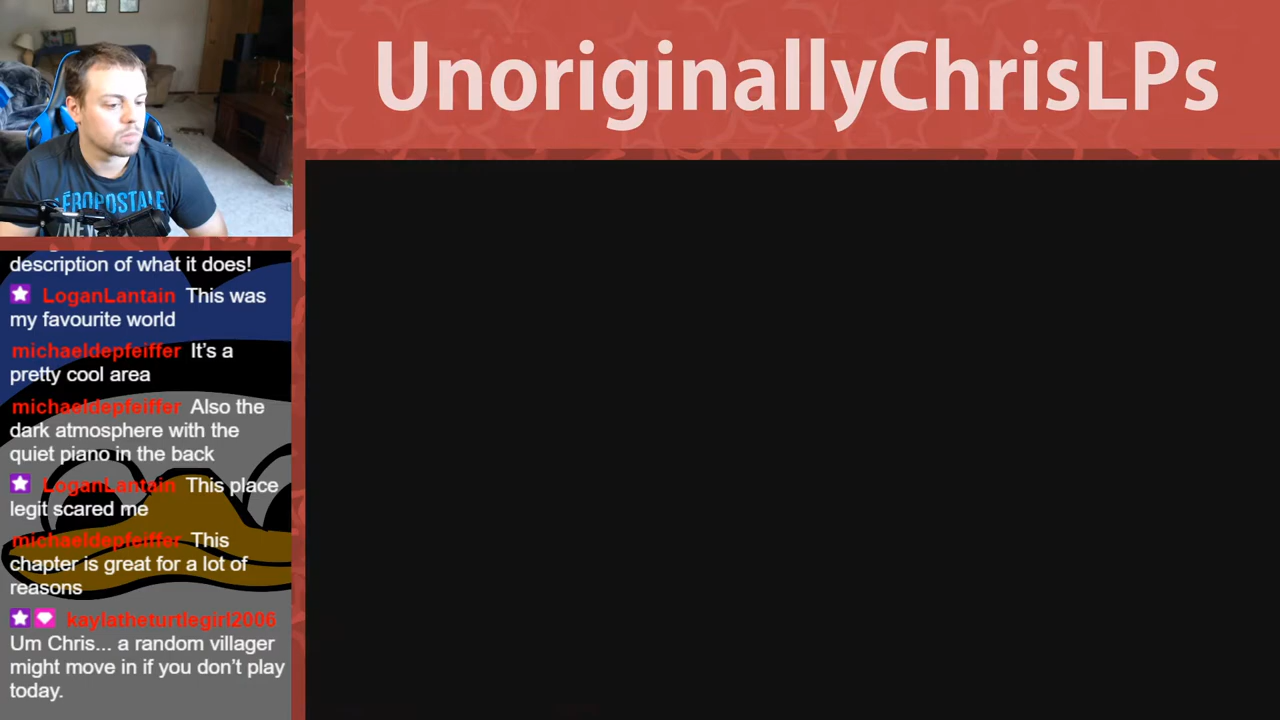 UnoriginallyChrisLPs
AÉROPOSTALE
NEW
description of what it does!
LoganLantain This was
my favourite world
michaeldepfeiffer It’s a
pretty cool area
michaeldepfeiffer Also the
dark atmosphere with the
quiet piano in the back
LoganLantain This place
legit scared me
michaeldepfeiffer This
chapter is great for a lot of
reasons
kaylatheturtlegirl2006
Um Chris... a random villager
might move in if you don’t play
today.